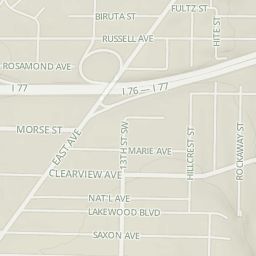 FULTZ ST
BIRUTA ST
HITE ST
RUSSELL AVE
ROSAMOND AVE
I 77
I 76 — I 77
MORSE ST
EAST AVE
13TH ST SW
MARIE AVE
HILLCREST ST
ROCKAWAY ST
CLEARVIEW AVE
NAT'L AVE
LAKEWOOD BLVD
SAXON AVE